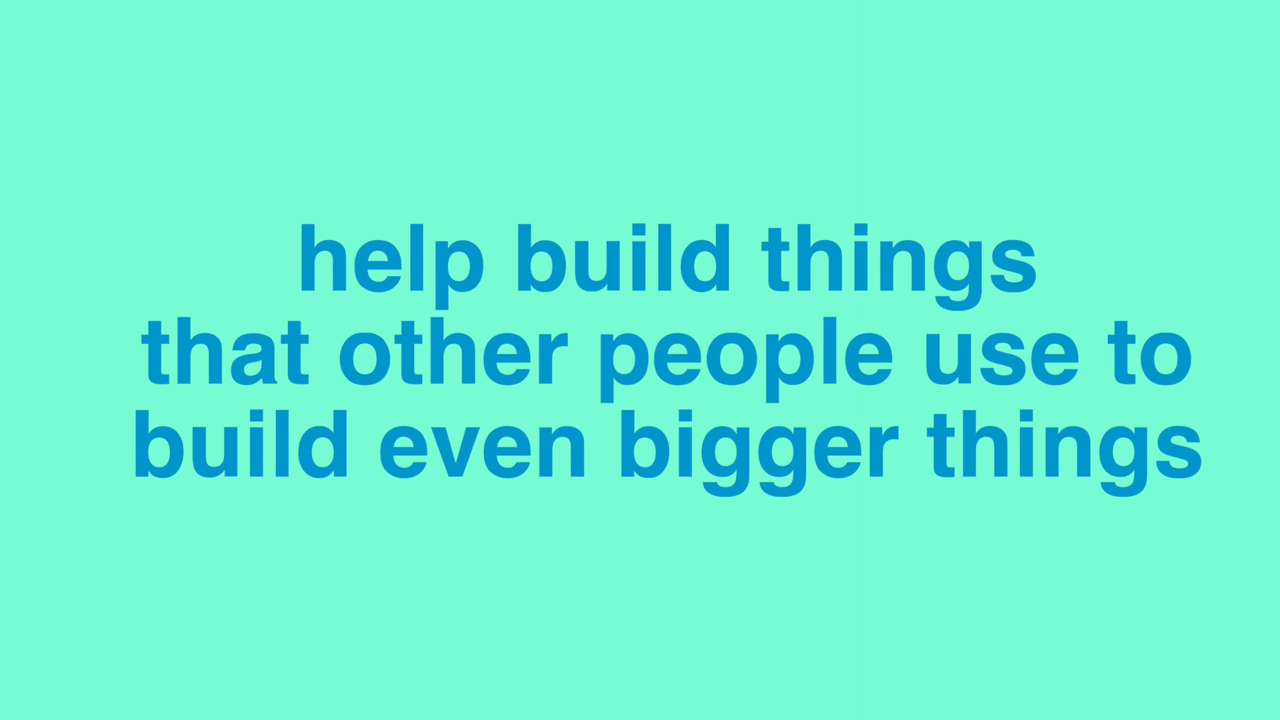 help build things
that other people use to
build even bigger things